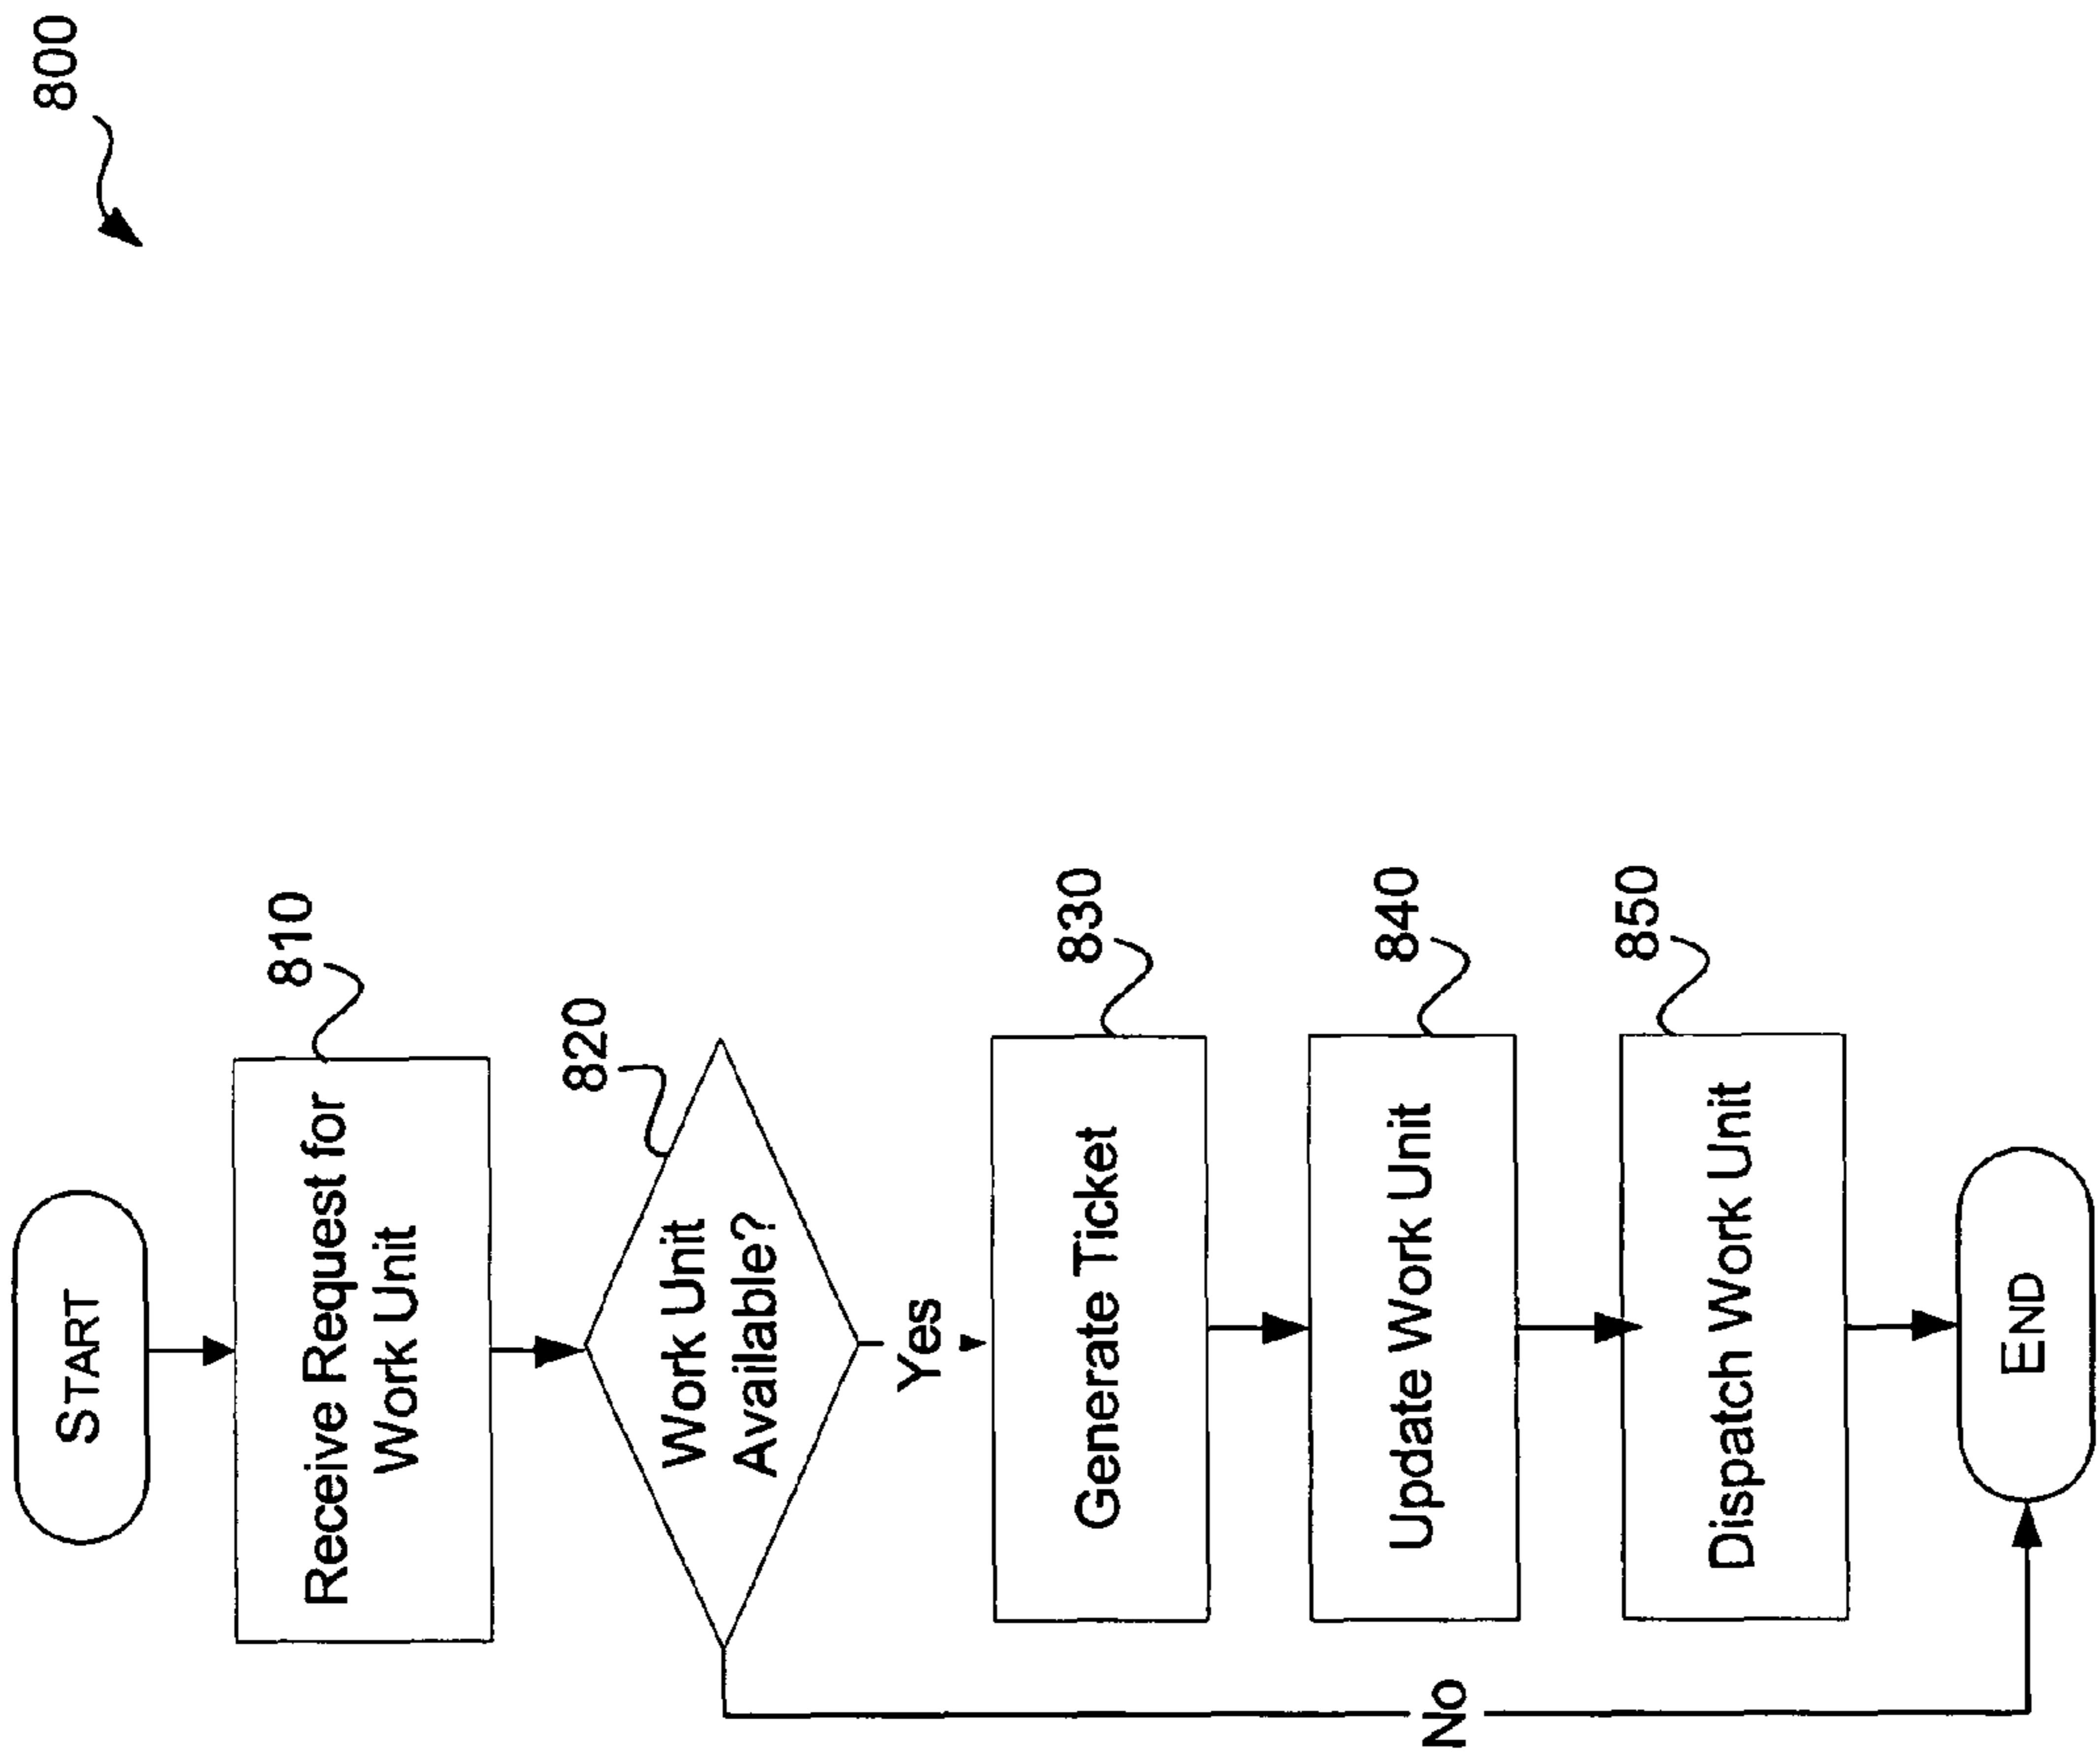 800
START
810
Receive Request for
Work Unit
820
Work Unit
Available?
Yes
830
Generate Ticket
840
Update Work Unit
No
850
Dispatch Work Unit
END